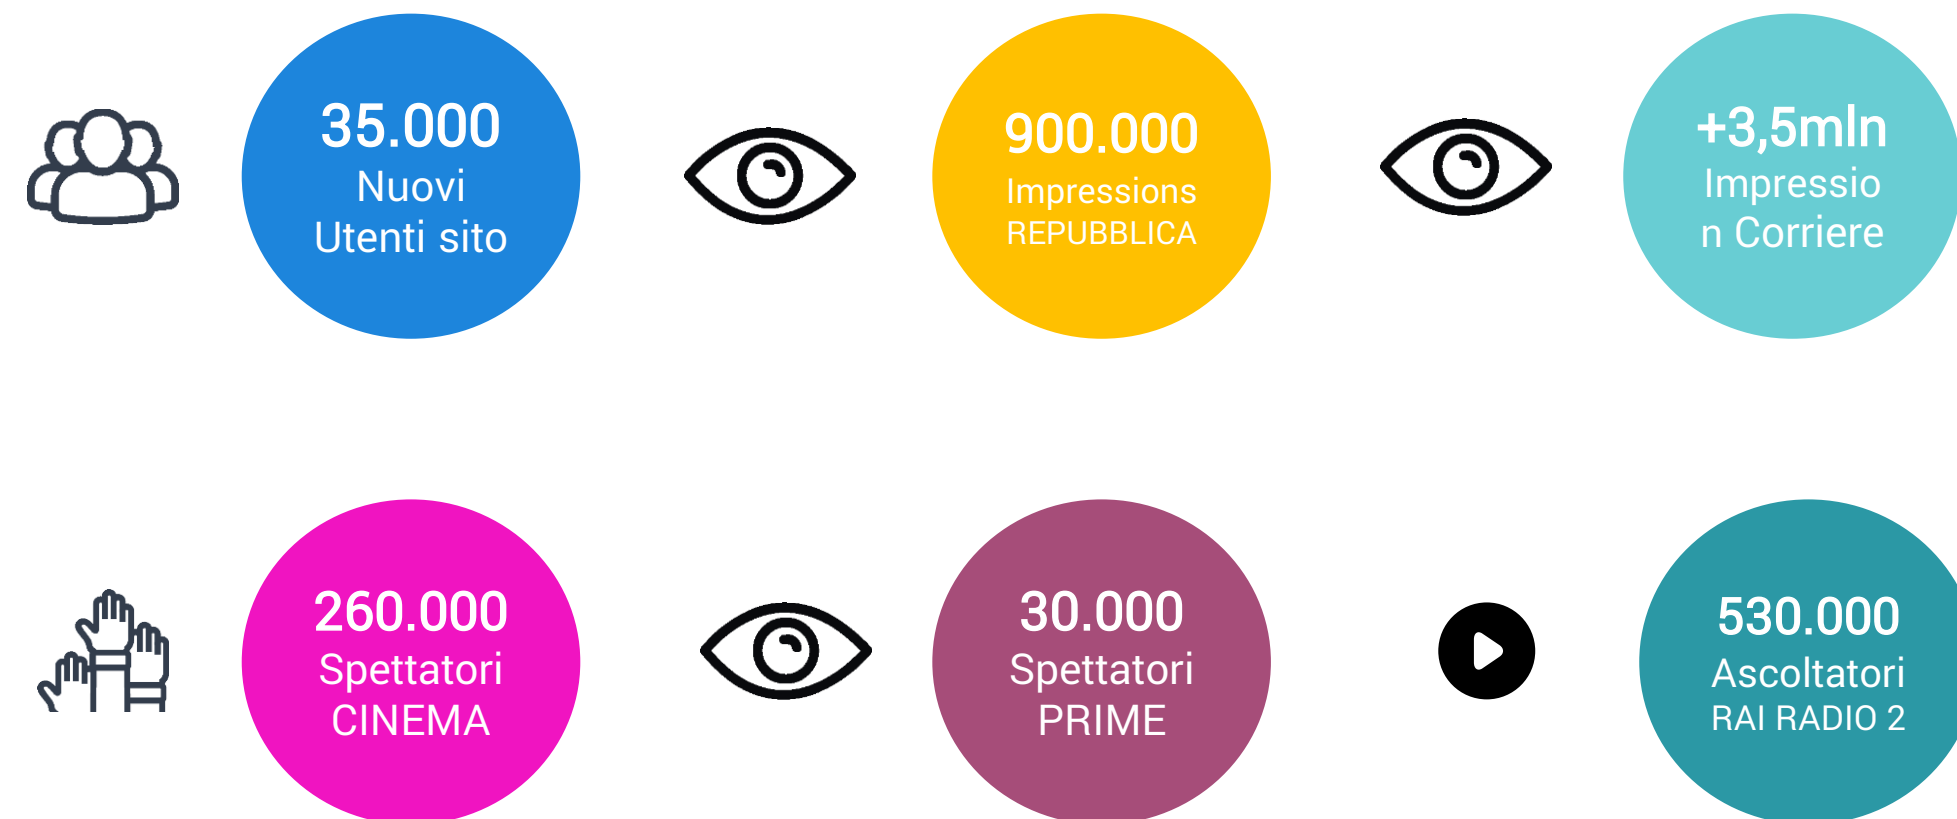 35.000
Nuovi
Utenti sito
900.000
Impressions
REPUBBLICA
+3,5mln
Impressio
n Corriere
260.000
Spettatori
CINEMA
30.000
Spettatori
PRIME
530.000
Ascoltatori
RAI RADIO 2